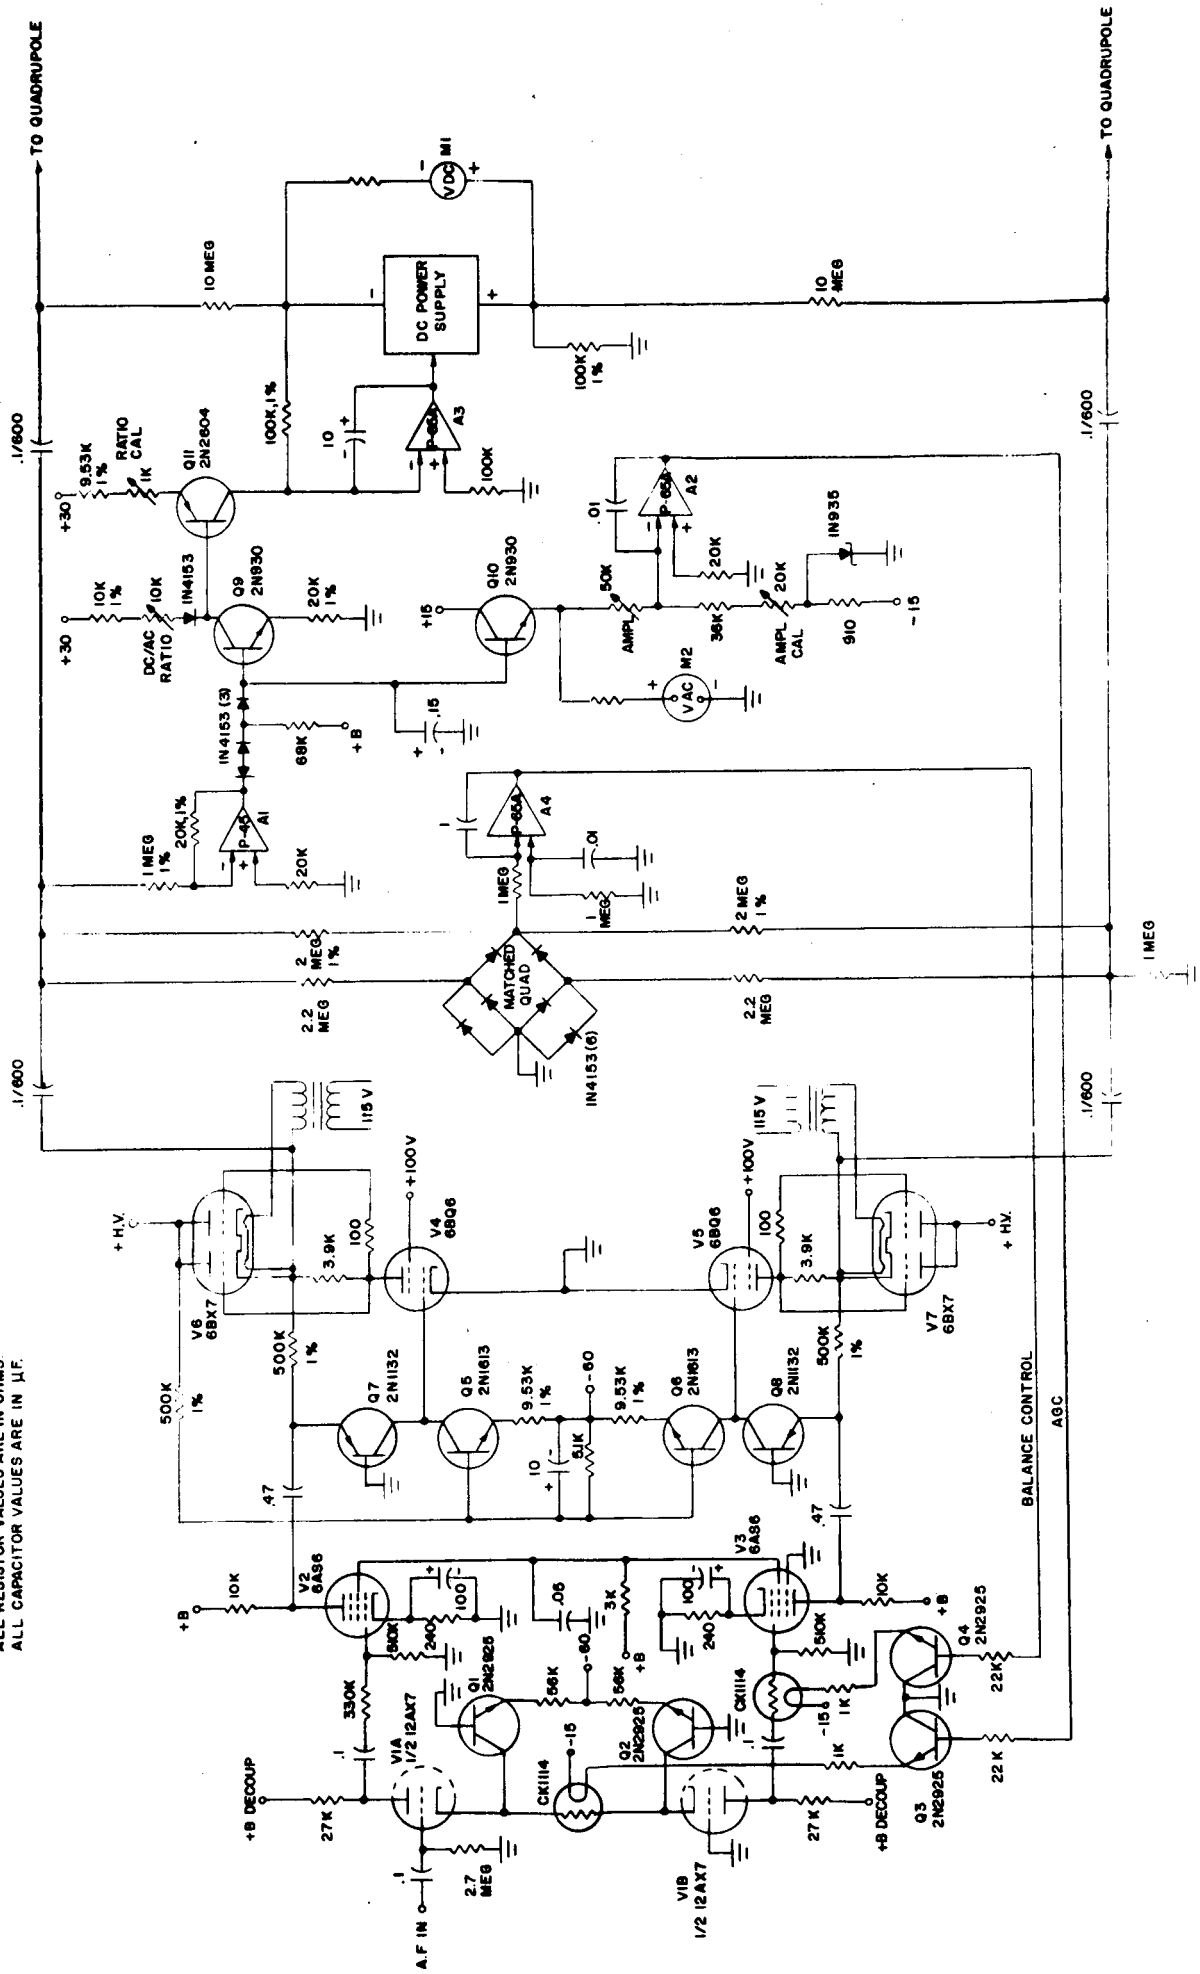 ALL CAPACITOR VALUES ARE IN μF.
A.F IN
.1
2.7
MEG
+B DECOUP
27K
.1
V1A
1/2 12AX7
330K
510K
+B
10K
V2
6AS6
240
100
+
-
Q1
2N2925
56K
-60
56K
Q2
2N2925
CK1114
-15
V1B
1/2 12AX7
27K
+B DECOUP
.1
1K
Q3
2N2925
22K
22K
Q4
2N2925
-15
1K
CK1114
510K
.05
3K
+B
100
+
240
V3
6AS6
10K
+B
.47
.47
500K
1%
500K
1%
Q7
2N1132
Q5
2N1613
9.53K
1%
10
+
-
51K
-60
9.53K
1%
Q6
2N1613
Q8
2N1132
500K
1%
V6
6BX7
+ H.V.
3.9K
100
V4
6BQ6
+100V
V5
6BQ6
+100V
100
3.9K
V7
6BX7
+ H.V.
115 V
115 V
BALANCE CONTROL
AGC
.1/600
.1/600
2.2
MEG
2
MEG
1%
MATCHED
QUAD
1N4153 (6)
2.2
MEG
2 MEG
1%
1 MEG
1 MEG
1
MEG
.01
.1
P-65A
A4
1 MEG
1%
20K, 1%
-
+
P-45
A1
20K
1N4153 (3)
68K
+B
+
.15
-
+30
10K
1%
10K
DC/AC
RATIO
1N4153
Q9
2N930
20K
1%
+15
Q10
2N930
+
VAC
M2
-
AMPL
50K
36K
AMPL
CAL
20K
910
-15
1N935
.01
-
+
P-65A
A2
20K
+30
9.53K
1%
RATIO
CAL
1K
Q11
2N2604
100K, 1%
10
-
+
-
+
P-65A
A3
100K
DC POWER
SUPPLY
-
+
100K
1%
10 MEG
10
MEG
-
VDC
M1
+
.1/600
.1/600
TO QUADRUPOLE
TO QUADRUPOLE